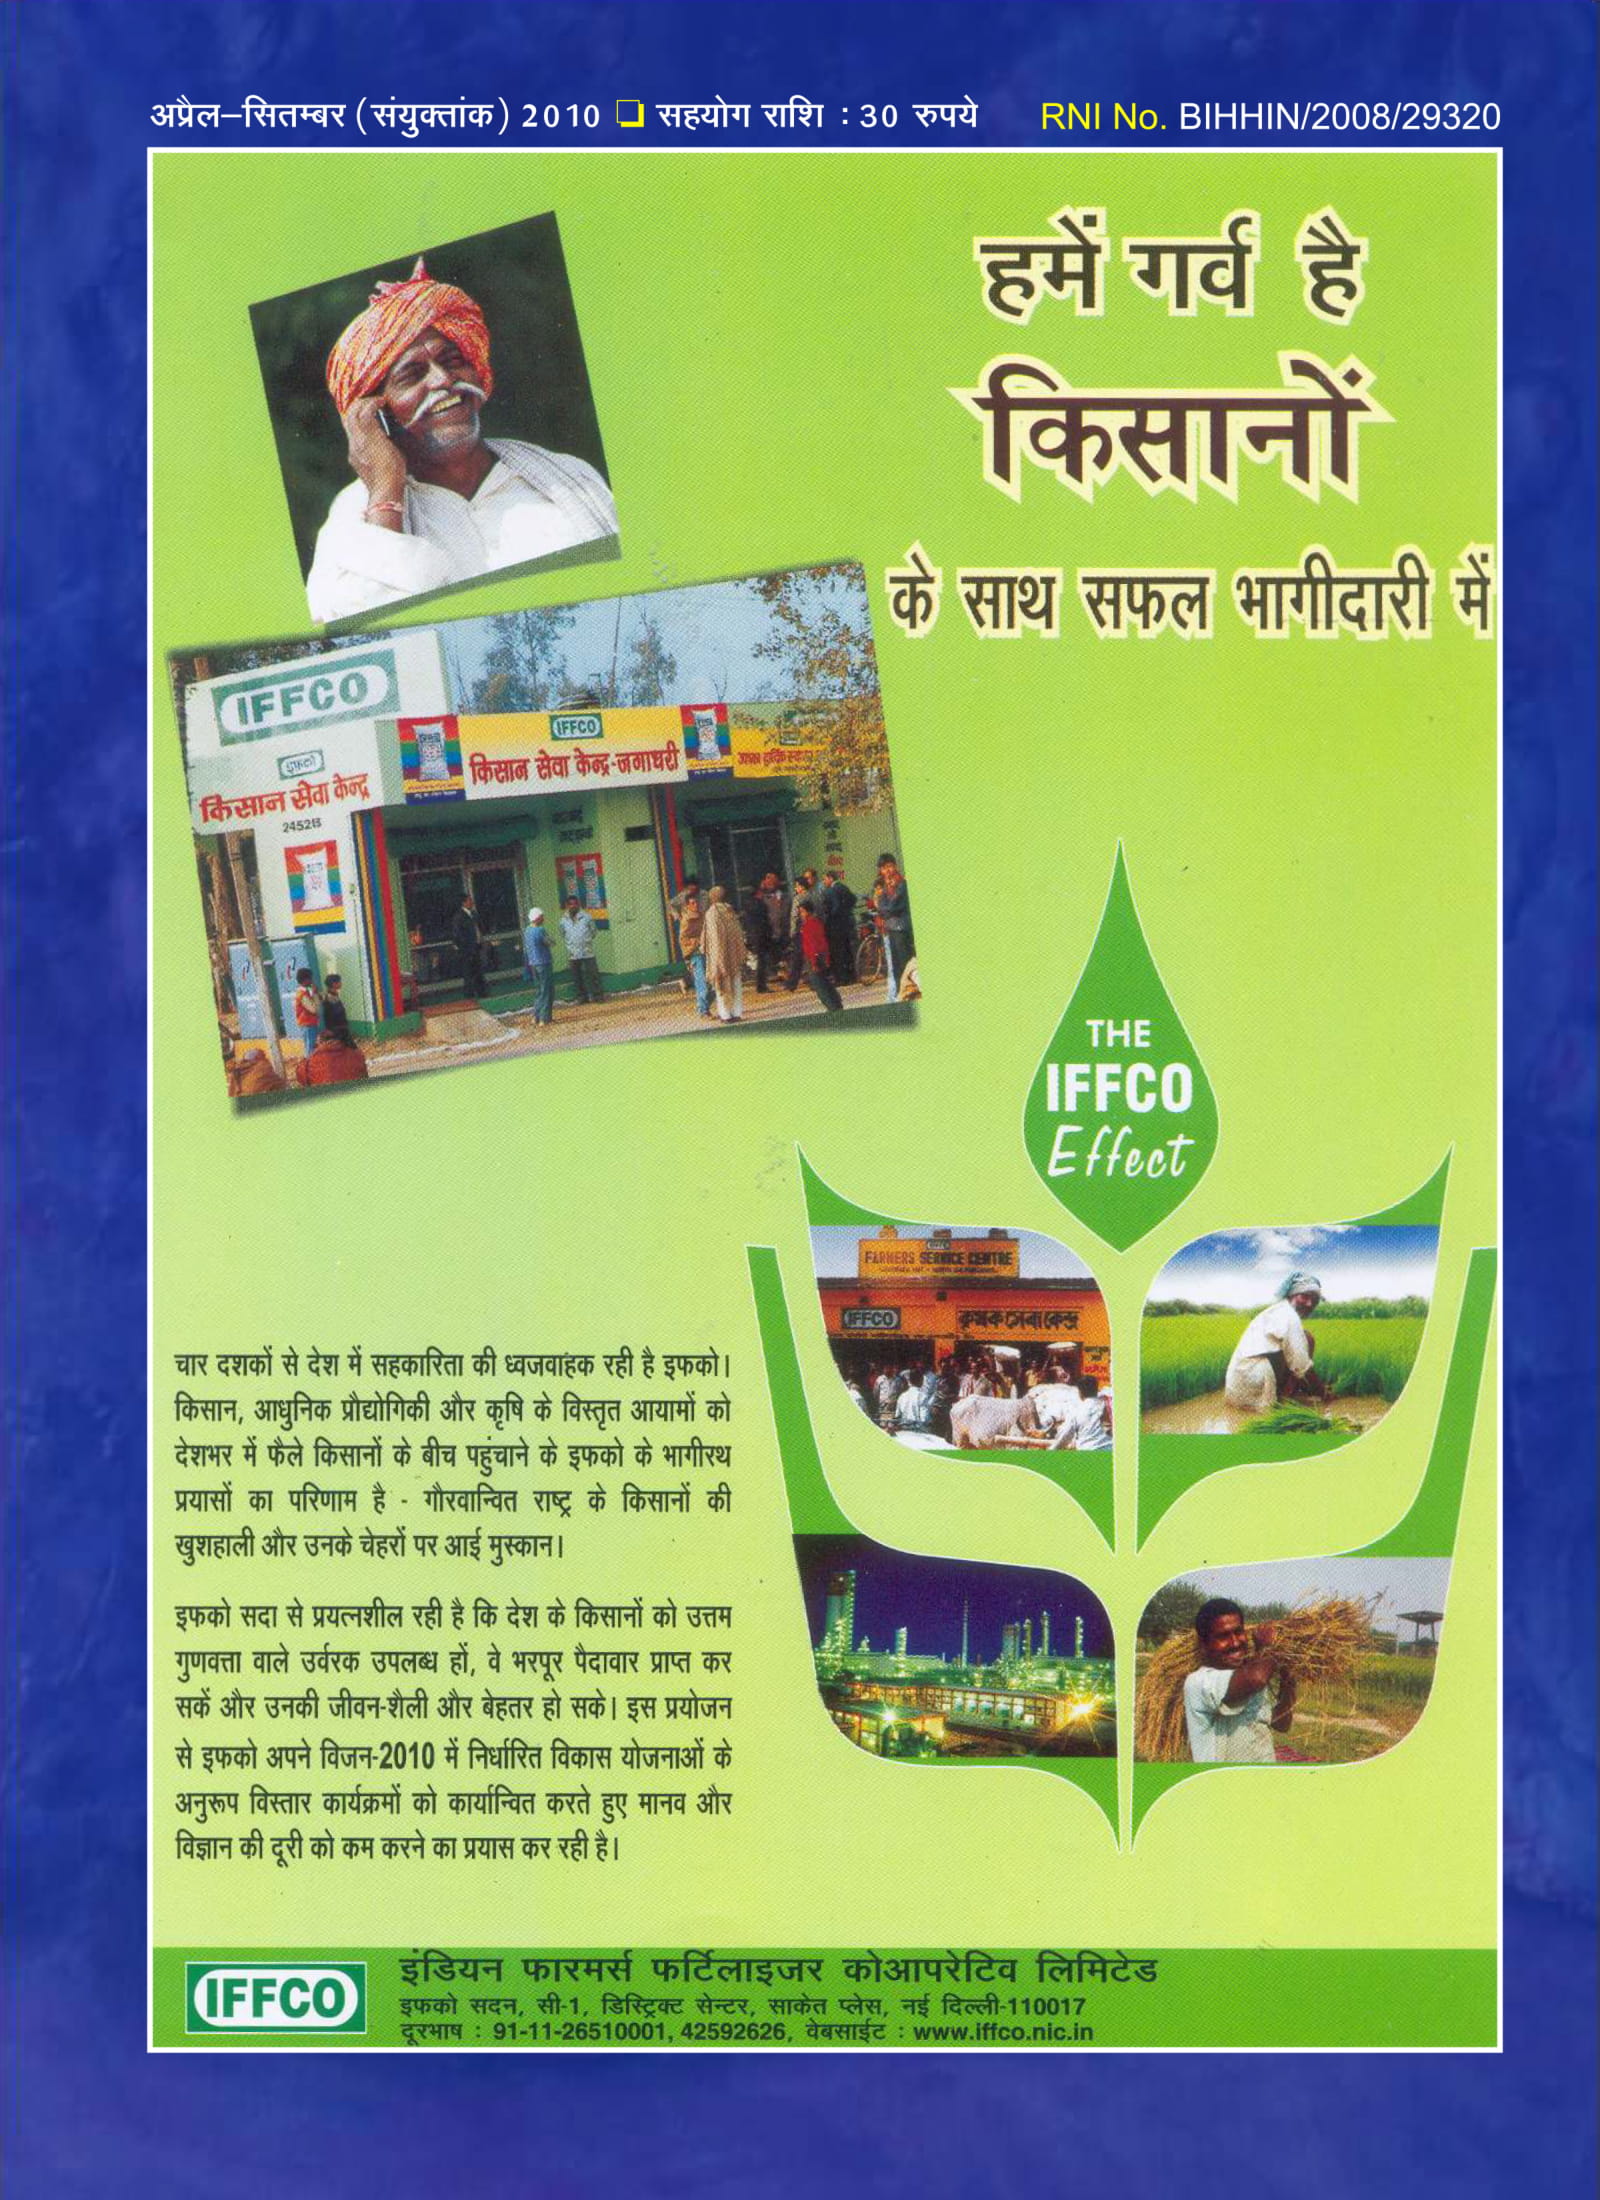 अप्रैल–सितम्बर (संयुक्तांक) 2010 ❏ सहयोग राशि : 30 रुपये RNI No. BIHHIN/2008/29320
हमें गर्व है
किसानों
के साथ सफल भागीदारी में
IFFCO
इफको
किसान सेवा केन्द्र
245213
IFFCO
किसान सेवा केन्द्र-जगाधरी
THE
IFFCO
Effect
IFFCO
FARMERS SERVICE CENTRE
IFFCO
কৃষক সেবা কেন্দ্র
चार दशकों से देश में सहकारिता की ध्वजवाहक रही है इफको।
किसान, आधुनिक प्रौद्योगिकी और कृषि के विस्तृत आयामों को
देशभर में फैले किसानों के बीच पहुंचाने के इफको के भागीरथ
प्रयासों का परिणाम है - गौरवान्वित राष्ट्र के किसानों की
खुशहाली और उनके चेहरों पर आई मुस्कान।
इफको सदा से प्रयत्नशील रही है कि देश के किसानों को उत्तम
गुणवत्ता वाले उर्वरक उपलब्ध हों, वे भरपूर पैदावार प्राप्त कर
सकें और उनकी जीवन-शैली और बेहतर हो सके। इस प्रयोजन
से इफको अपने विजन-2010 में निर्धारित विकास योजनाओं के
अनुरूप विस्तार कार्यक्रमों को कार्यान्वित करते हुए मानव और
विज्ञान की दूरी को कम करने का प्रयास कर रही है।
IFFCO
इंडियन फारमर्स फर्टिलाइजर कोआपरेटिव लिमिटेड
इफको सदन, सी-1, डिस्ट्रिक्ट सेन्टर, साकेत प्लेस, नई दिल्ली-110017
दूरभाष : 91-11-26510001, 42592626, वेबसाईट : www.iffco.nic.in